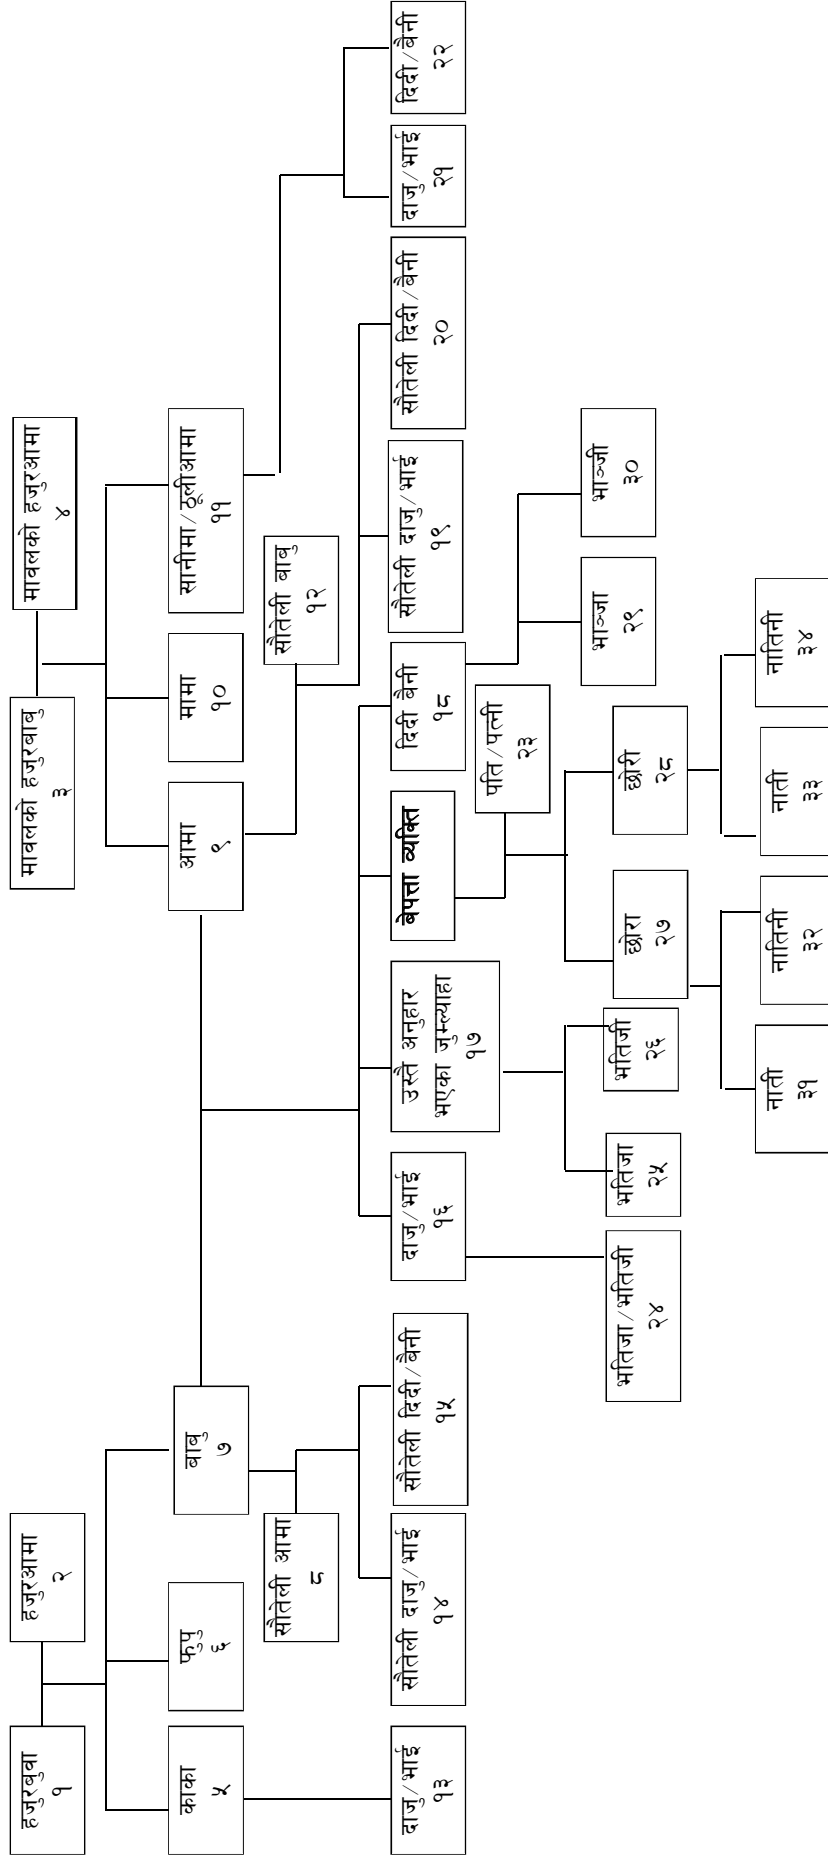 हजुरबुवा
१
हजुरआमा
२
मावलको हजुरबाबु
३
मावलको हजुरआमा
४
काका
५
फुपु
६
बाबु
७
आमा
९
मामा
१०
सानीमा/ठूलीआमा
११
सौतेली आमा
८
सौतेली बाबु
१२
दाजु/भाई
१३
सौतेली दाजु/भाई
१४
सौतेली दिदी/बैनी
१५
दाजु/भाई
१६
उस्तै अनुहार
भएका जुम्ल्याहा
१७
बेपत्ता व्यक्ति
दिदी बैनी
१८
सौतेली दाजु/भाई
१९
सौतेली दिदी/बैनी
२०
दाजु/भाई
२१
दिदी/बैनी
२२
पति/पत्नी
२३
भतिजा/भतिजी
२४
भतिजा
२५
भतिजी
२६
छोरा
२७
छोरी
२८
भाञ्जा
२९
भाञ्जी
३०
नाती
३१
नातिनी
३२
नाती
३३
नातिनी
३४